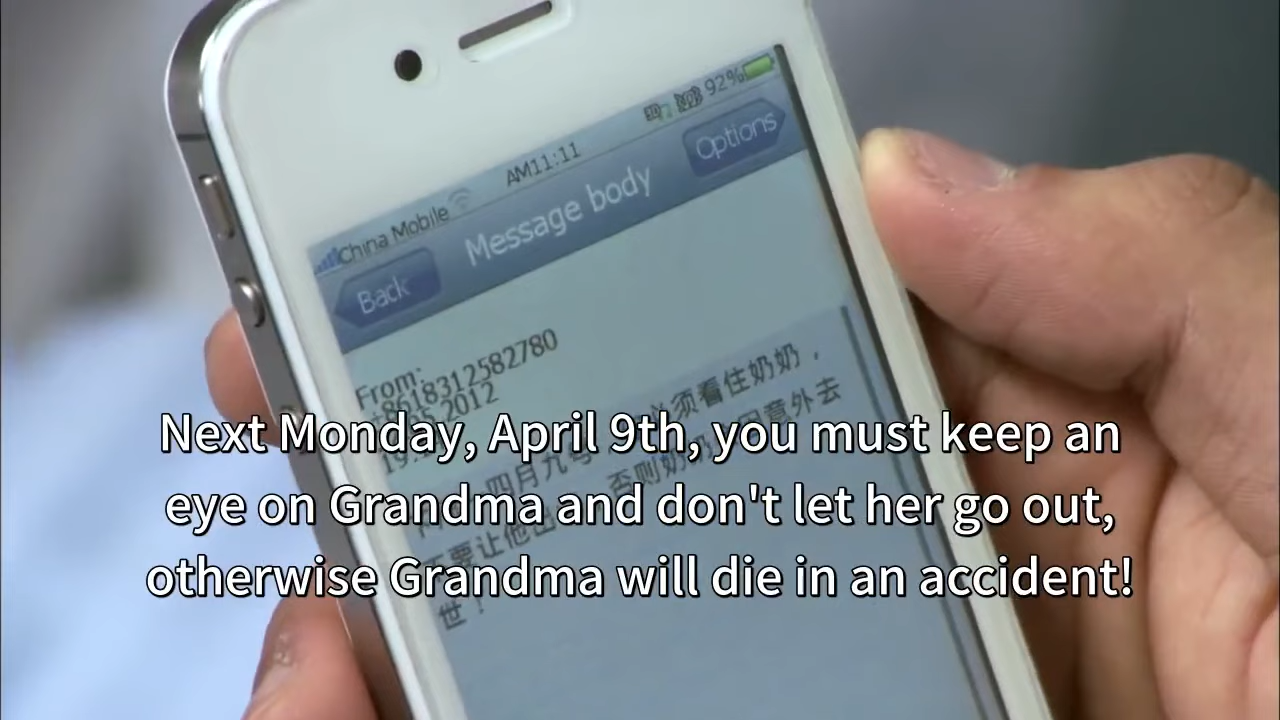 92%
AM11:11
China Mobile
Options
Message body
Back
From:
+8618312582780
2012
必须看住奶奶,
四月九号
意外去
否则奶奶
要让他出
世!
Next Monday, April 9th, you must keep an
eye on Grandma and don't let her go out,
otherwise Grandma will die in an accident!